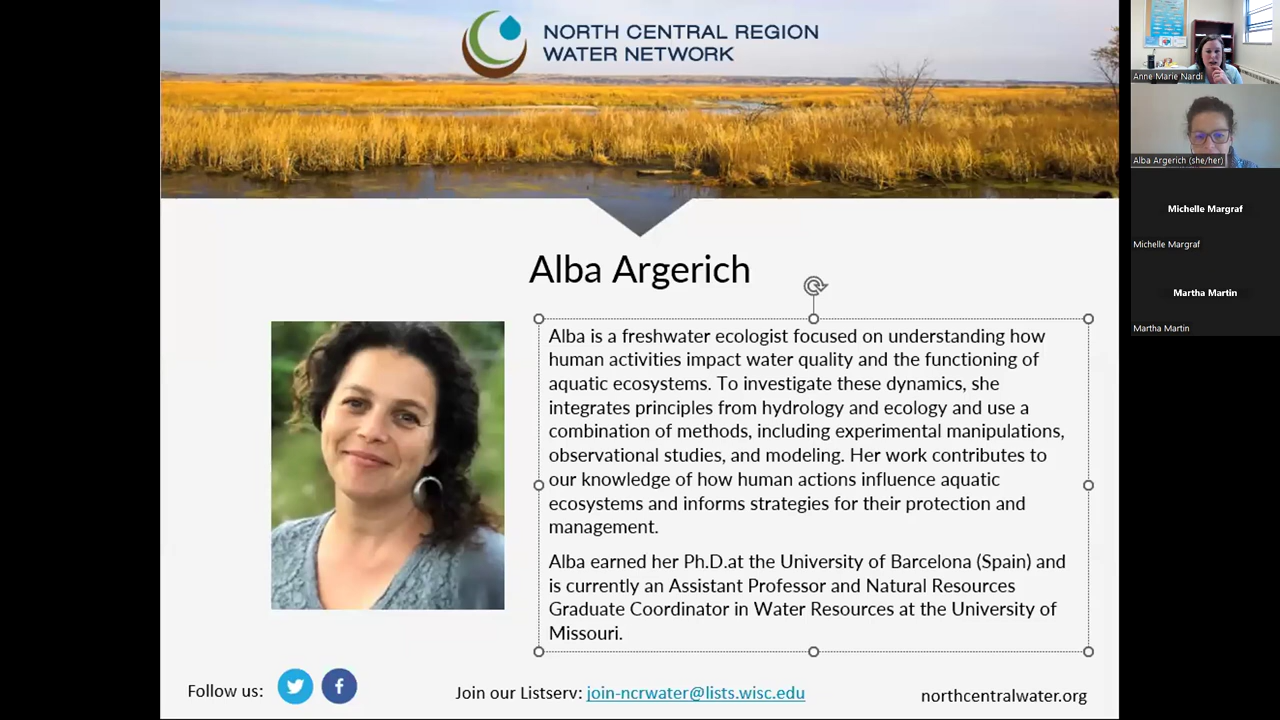 NORTH CENTRAL REGION
WATER NETWORK
Alba Argerich
Alba is a freshwater ecologist focused on understanding how
human activities impact water quality and the functioning of
aquatic ecosystems. To investigate these dynamics, she
integrates principles from hydrology and ecology and use a
combination of methods, including experimental manipulations,
observational studies, and modeling. Her work contributes to
our knowledge of how human actions influence aquatic
ecosystems and informs strategies for their protection and
management.
Alba earned her Ph.D.at the University of Barcelona (Spain) and
is currently an Assistant Professor and Natural Resources
Graduate Coordinator in Water Resources at the University of
Missouri.
Follow us:
Join our Listserv: join-ncrwater@lists.wisc.edu
northcentralwater.org
Anne Marie Nardi
Alba Argerich (she/her)
Michelle Margraf
Michelle Margraf
Martha Martin
Martha Martin